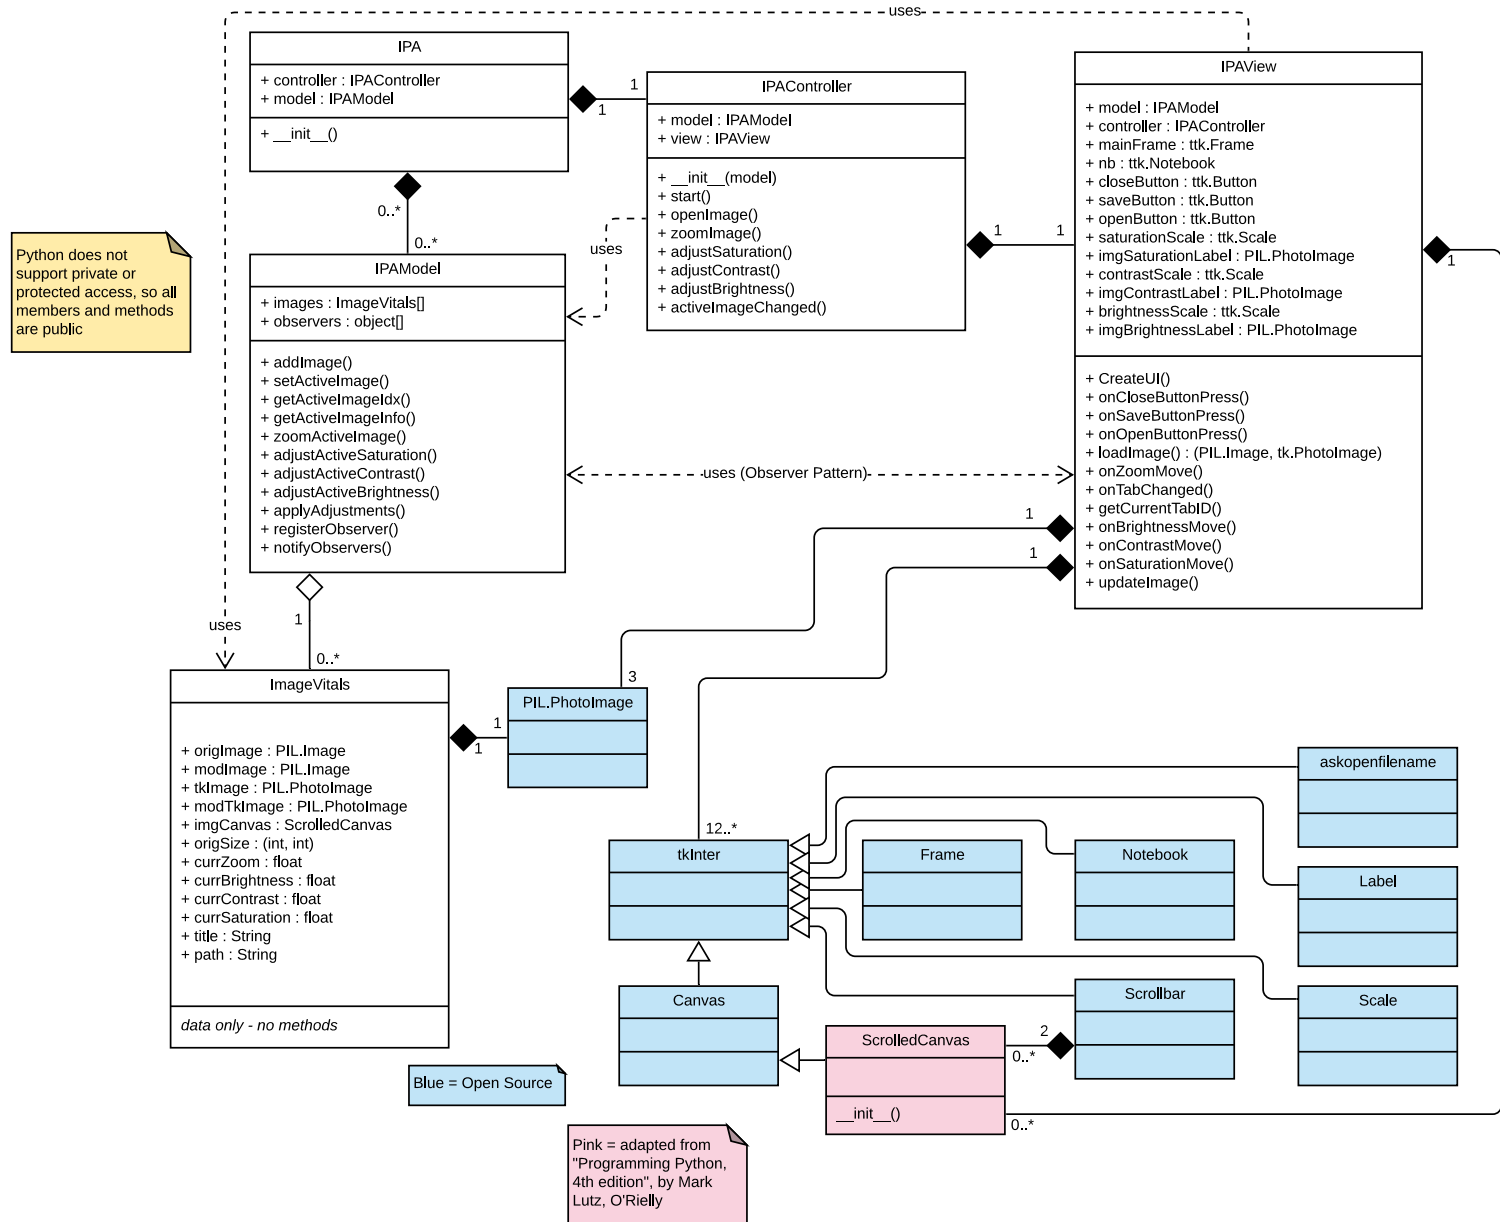 uses
IPA
+ controller : IPAController
+ model : IPAModel
+ __init__()
1
1
IPAController
+ model : IPAModel
+ view : IPAView
+ __init__(model)
+ start()
+ openImage()
+ zoomImage()
+ adjustSaturation()
+ adjustContrast()
+ adjustBrightness()
+ activeImageChanged()
1
1
IPAView
+ model : IPAModel
+ controller : IPAController
+ mainFrame : ttk.Frame
+ nb : ttk.Notebook
+ closeButton : ttk.Button
+ saveButton : ttk.Button
+ openButton : ttk.Button
+ saturationScale : ttk.Scale
+ imgSaturationLabel : PIL.PhotoImage
+ contrastScale : ttk.Scale
+ imgContrastLabel : PIL.PhotoImage
+ brightnessScale : ttk.Scale
+ imgBrightnessLabel : PIL.PhotoImage
+ CreateUI()
+ onCloseButtonPress()
+ onSaveButtonPress()
+ onOpenButtonPress()
+ loadImage() : (PIL.Image, tk.PhotoImage)
+ onZoomMove()
+ onTabChanged()
+ getCurrentTabID()
+ onBrightnessMove()
+ onContrastMove()
+ onSaturationMove()
+ updateImage()
1
0..*
0..*
uses
Python does not
support private or
protected access, so all
members and methods
are public
IPAModel
+ images : ImageVitals[]
+ observers : object[]
+ addImage()
+ setActiveImage()
+ getActiveImageIdx()
+ getActiveImageInfo()
+ zoomActiveImage()
+ adjustActiveSaturation()
+ adjustActiveContrast()
+ adjustActiveBrightness()
+ applyAdjustments()
+ registerObserver()
+ notifyObservers()
uses (Observer Pattern)
1
1
1
uses
0..*
ImageVitals
+ origImage : PIL.Image
+ modImage : PIL.Image
+ tkImage : PIL.PhotoImage
+ modTkImage : PIL.PhotoImage
+ imgCanvas : ScrolledCanvas
+ origSize : (int, int)
+ currZoom : float
+ currBrightness : float
+ currContrast : float
+ currSaturation : float
+ title : String
+ path : String
data only - no methods
1
1
3
PIL.PhotoImage
12..*
tkInter
Frame
Notebook
askopenfilename
Label
Canvas
Scrollbar
Scale
ScrolledCanvas
__init__()
2
0..*
0..*
Blue = Open Source
Pink = adapted from
"Programming Python,
4th edition", by Mark
Lutz, O'Rielly